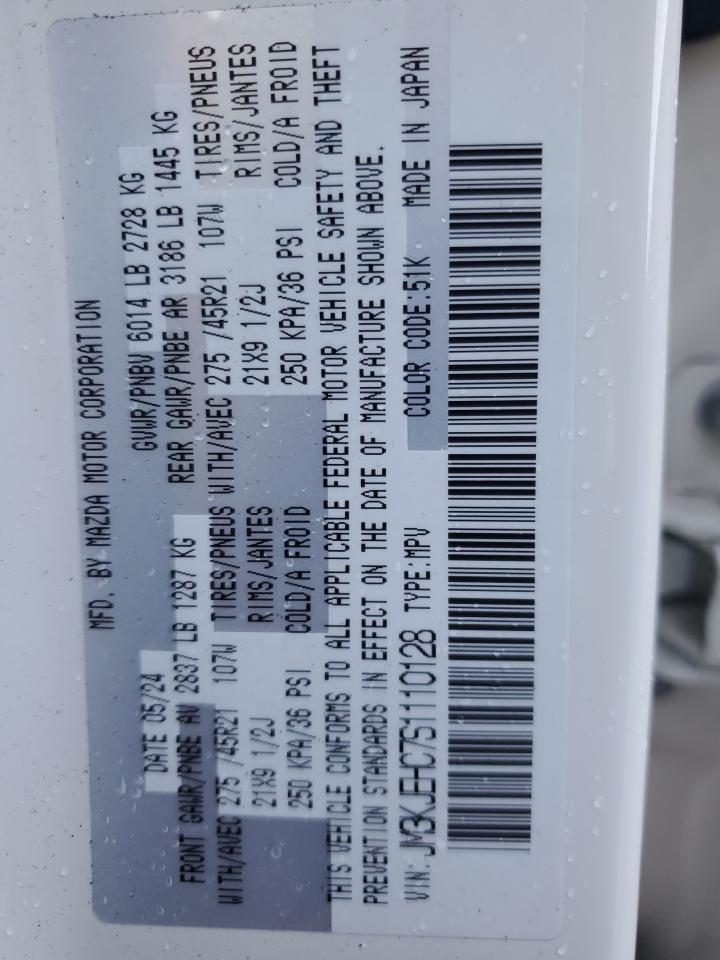 MFD. BY MAZDA MOTOR CORPORATION
DATE 05/24 GVWR/PNBV 6014 LB 2728 KG
FRONT GAWR/PNBE AV 2837 LB 1287 KG REAR GAWR/PNBE AR 3186 LB 1445 KG
WITH/AVEC 275 /45R21 107W TIRES/PNEUS WITH/AVEC 275 /45R21 107W TIRES/PNEUS
21X9 1/2J RIMS/JANTES 21X9 1/2J RIMS/JANTES
250 KPA/36 PSI COLD/A FROID 250 KPA/36 PSI COLD/A FROID
THIS VEHICLE CONFORMS TO ALL APPLICABLE FEDERAL MOTOR VEHICLE SAFETY AND THEFT
PREVENTION STANDARDS IN EFFECT ON THE DATE OF MANUFACTURE SHOWN ABOVE.
VIN: JM3KJEHC7S1110128 TYPE:MPV COLOR CODE:51K MADE IN JAPAN